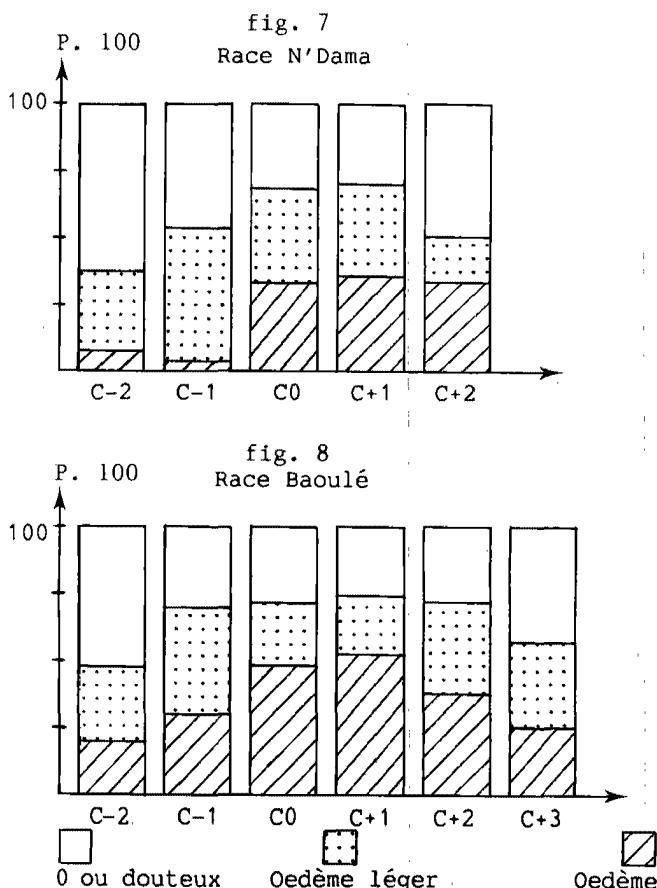 fig. 7
P. 100
Race N'Dama
100
C-2 C-1 C0 C+1 C+2
fig. 8
P. 100
Race Baoulé
100
C-2 C-1 C0 C+1 C+2 C+3
0 ou douteux Oedème léger Oedème